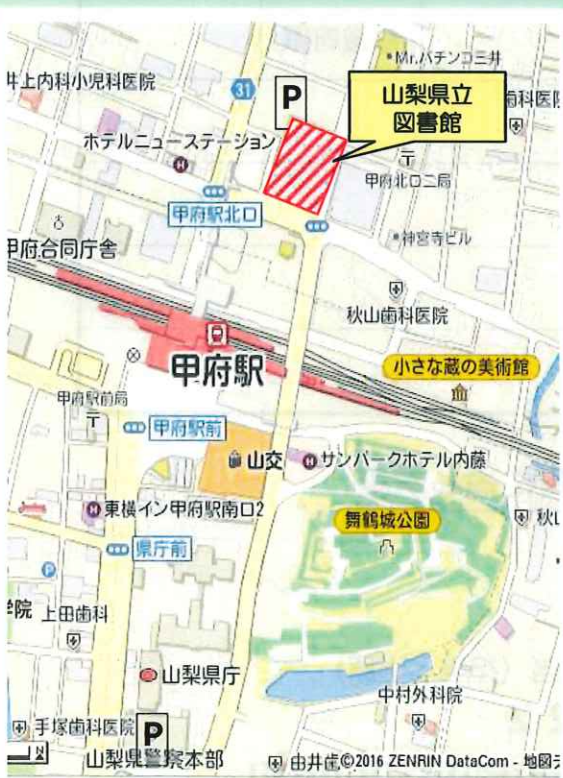 Mr.パチンコ三井
井上内科小児科医院
31
P
山梨県立
図書館
歯科医
ホテルニューステーション
H
〒
甲府北口二局
甲府駅北口
神宮寺ビル
甲府合同庁舎
秋山歯科医院
甲府駅
小さな蔵の美術館
甲府駅前局
〒
甲府駅前
山交
H
サンパークホテル内藤
H
東横イン甲府駅南口2
舞鶴城公園
秋山
県庁前
P
学院
上田歯科
山梨県庁
中村外科院
手塚歯科医院
P
山梨県警察本部
由井歯
©2016 ZENRIN DataCom - 地図